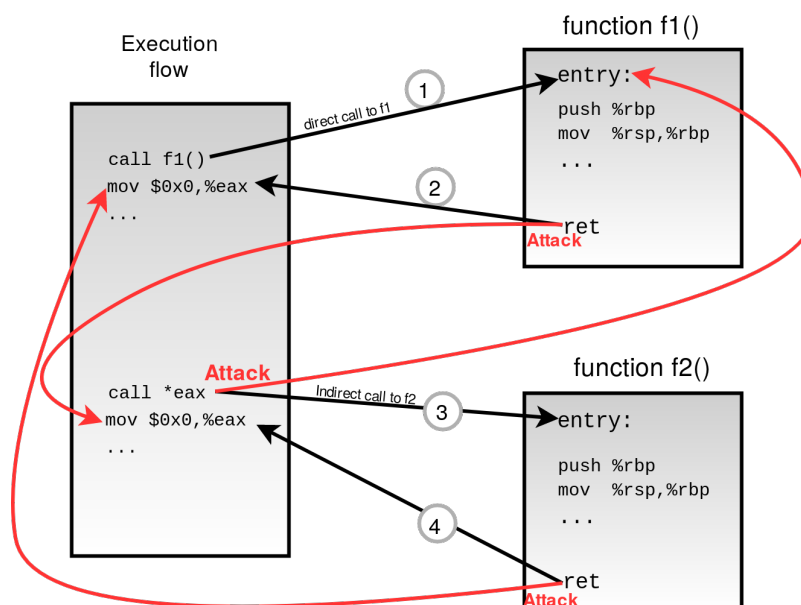 Execution
flow
call f1()
mov $0x0,%eax
...
Attack
call *eax
mov $0x0,%eax
...
direct call to f1
1
2
Indirect call to f2
3
4
function f1()
entry:
push %rbp
mov %rsp,%rbp
...
ret
Attack
function f2()
entry:
push %rbp
mov %rsp,%rbp
...
ret
Attack